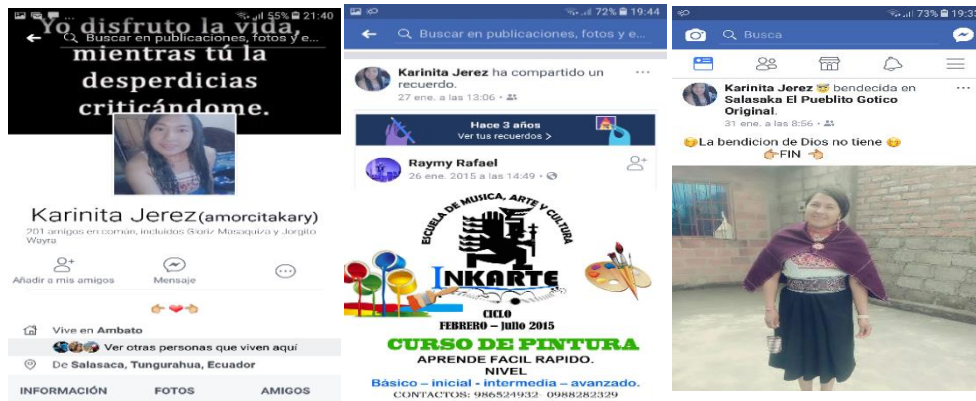 55% 21:40
Yo disfruto la vida,
Buscar en publicaciones, fotos y e...
mientras tú la
desperdicias
criticándome.
Karinita Jerez(amorcitakary)
201 amigos en común, incluidos Gloriz Masaquiza y Jorgito
Wayra
Añadir a mis amigos
Mensaje
Vive en Ambato
Ver otras personas que viven aquí
De Salasaca, Tungurahua, Ecuador
INFORMACIÓN
FOTOS
AMIGOS
72% 19:44
Buscar en publicaciones, fotos y e...
Karinita Jerez ha compartido un
recuerdo.
27 ene. a las 13:06
Hace 3 años
Ver tus recuerdos >
Raymy Rafael
26 ene. 2015 a las 14:49
ESCUELA DE MUSICA, ARTE Y CULTURA
INKARTE
CICLO
FEBRERO – julio 2015
CURSO DE PINTURA
APRENDE FACIL RAPIDO.
NIVEL
Básico – inicial - intermedia – avanzado.
CONTACTOS: 986524932- 0988282329
73% 19:33
Busca
Karinita Jerez 😇 bendecida en
Salasaka El Pueblito Gotico
Original.
31 ene. a las 8:56
La bendicion de Dios no tiene
FIN